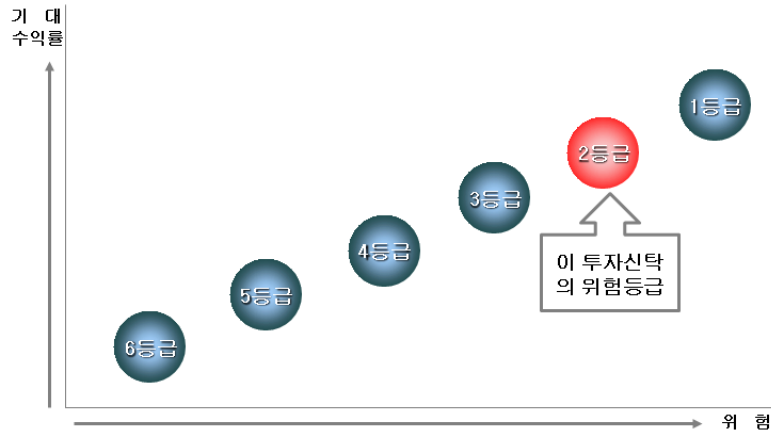 기 대
수익률
1등급
2등급
3등급
4등급
이 투자신탁
의 위험등급
5등급
6등급
위 험